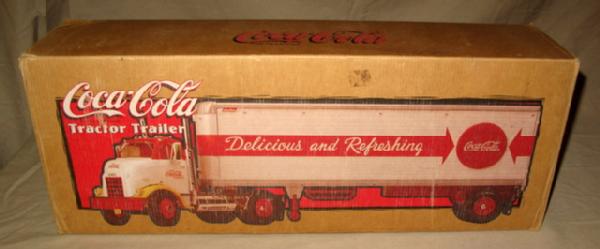 Coca-Cola
Coca-Cola
Tractor Trailer
Delicious and Refreshing
Coca-Cola